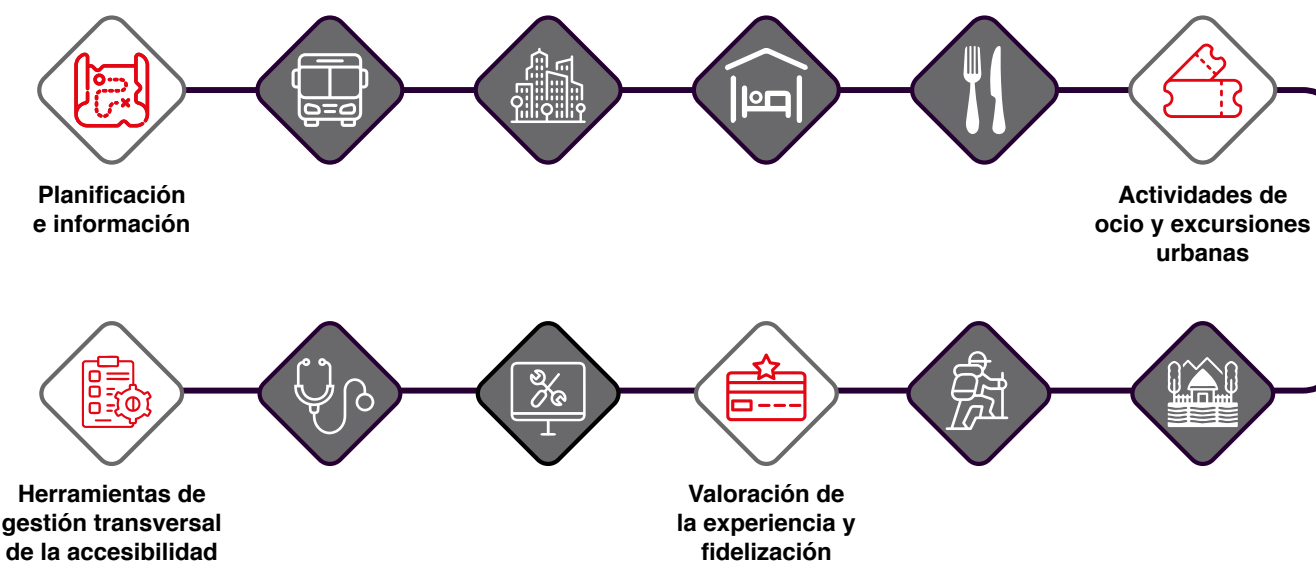 Planificación
e información
Actividades de
ocio y excursiones
urbanas
Herramientas de
gestión transversal
de la accesibilidad
Valoración de
la experiencia y
fidelización